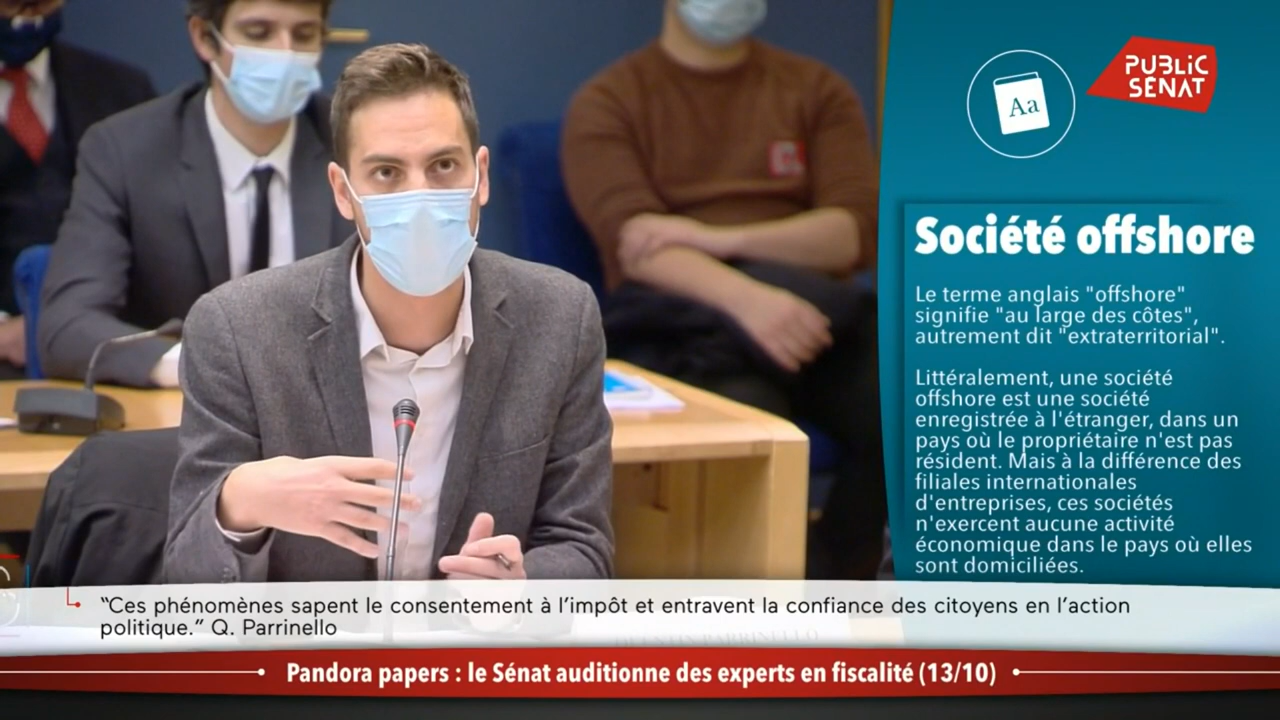 Aa
PUBLiC
SÉNAT
Société offshore
Le terme anglais "offshore"
signifie "au large des côtes",
autrement dit "extraterritorial".
Littéralement, une société
offshore est une société
enregistrée à l'étranger, dans un
pays où le propriétaire n'est pas
résident. Mais à la différence des
filiales internationales
d'entreprises, ces sociétés
n'exercent aucune activité
économique dans le pays où elles
sont domiciliées.
“Ces phénomènes sapent le consentement à l’impôt et entravent la confiance des citoyens en l’action
politique.” Q. Parrinello
Pandora papers : le Sénat auditionne des experts en fiscalité (13/10)